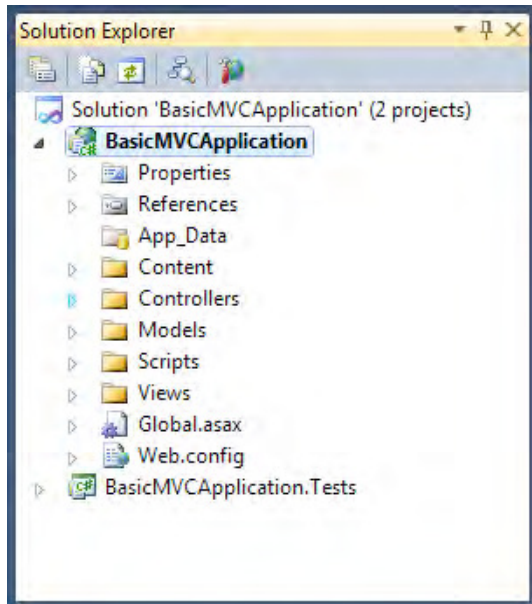 Solution Explorer
Solution 'BasicMVCApplication' (2 projects)
BasicMVCApplication
Properties
References
App_Data
Content
Controllers
Models
Scripts
Views
Global.asax
Web.config
BasicMVCApplication.Tests